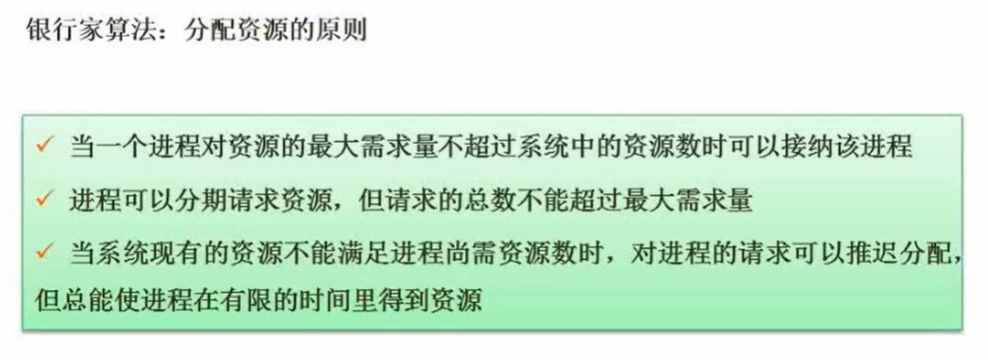 银行家算法：分配资源的原则
✓ 当一个进程对资源的最大需求量不超过系统中的资源数时可以接纳该进程
✓ 进程可以分期请求资源，但请求的总数不能超过最大需求量
✓ 当系统现有的资源不能满足进程尚需资源数时，对进程的请求可以推迟分配，
但总能使进程在有限的时间里得到资源